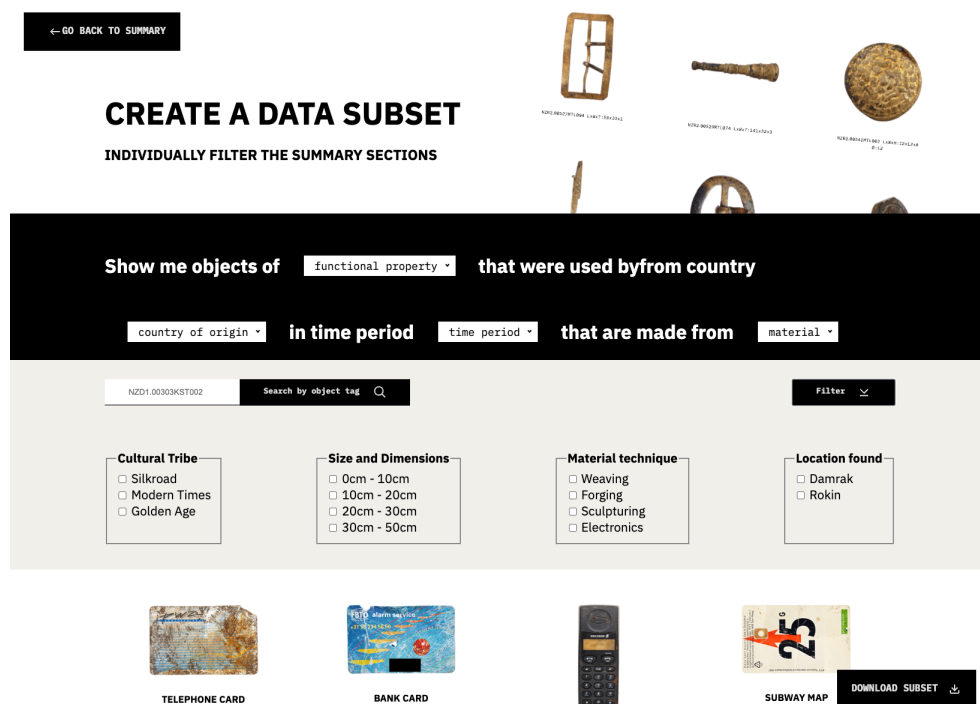 ← GO BACK TO SUMMARY
CREATE A DATA SUBSET
INDIVIDUALLY FILTER THE SUMMARY SECTIONS
Show me objects of functional property that were used byfrom country
country of origin in time period time period that are made from material
NZD1.00303KST002 Search by object tag Filter
Cultural Tribe
Silkroad
Modern Times
Golden Age
Size and Dimensions
0cm - 10cm
10cm - 20cm
20cm - 30cm
30cm - 50cm
Material technique
Weaving
Forging
Sculpturing
Electronics
Location found
Damrak
Rokin
FBTO alarm service
25
TELEPHONE CARD
BANK CARD
SUBWAY MAP
DOWNLOAD SUBSET